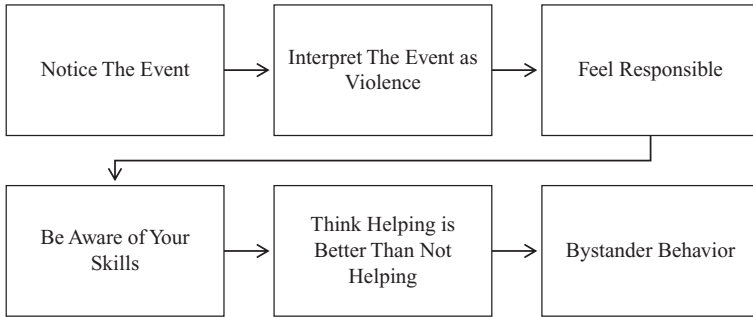 Notice The Event
Interpret The Event as
Violence
Feel Responsible
Be Aware of Your
Skills
Think Helping is
Better Than Not
Helping
Bystander Behavior